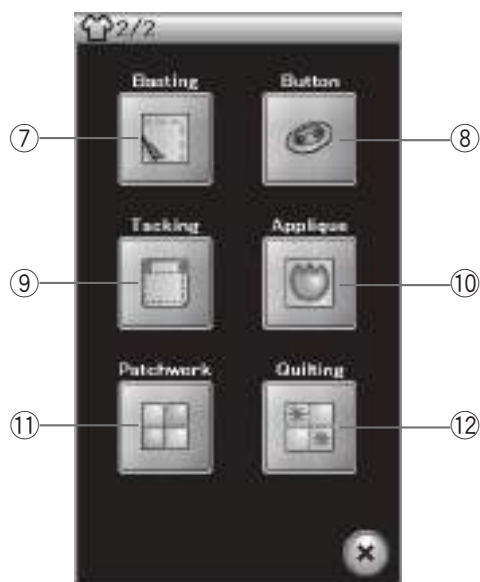 2/2
Basting Button
⑦ ⑧
Tacking Applique
⑨ ⑩
Patchwork Quilting
⑪ ⑫